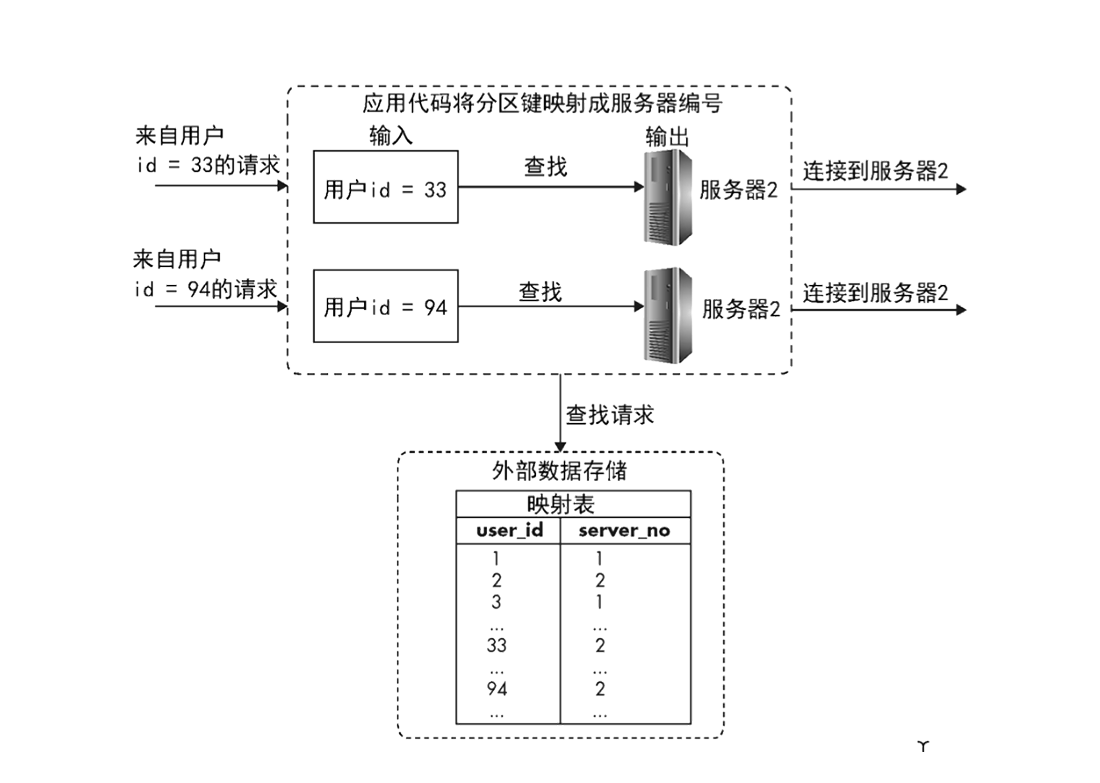 应用代码将分区键映射成服务器编号
来自用户
id = 33的请求
输入
输出
用户id = 33
查找
服务器2
连接到服务器2
来自用户
id = 94的请求
用户id = 94
查找
服务器2
连接到服务器2
查找请求
外部数据存储
映射表
user_id server_no
1 1
2 2
3 1
... ...
33 2
... ...
94 2
... ...